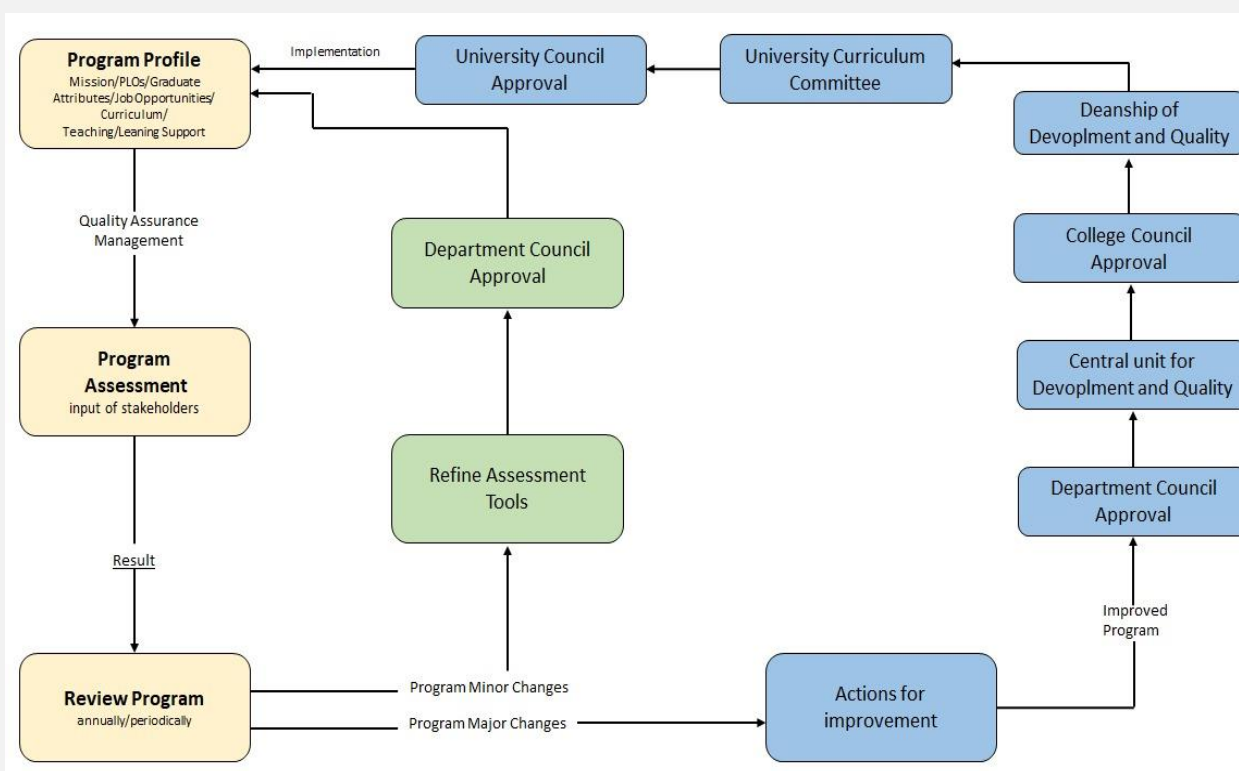 Program Profile
Mission/PLOs/Graduate
Attributes/Job Opportunities/
Curriculum/
Teaching/Leaning Support
Implementation
University Council
Approval
University Curriculum
Committee
Deanship of
Devoplment and Quality
Quality Assurance
Management
Department Council
Approval
College Council
Approval
Program
Assessment
input of stakeholders
Central unit for
Devoplment and Quality
Refine Assessment
Tools
Department Council
Approval
Result
Improved
Program
Review Program
annually/periodically
Program Minor Changes
Program Major Changes
Actions for
improvement